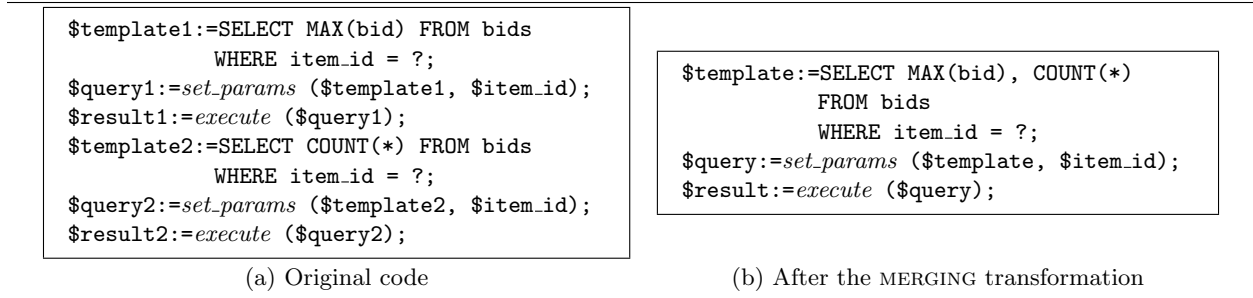 $template1:=SELECT MAX(bid) FROM bids
WHERE item_id = ?;
$query1:=set_params ($template1, $item_id);
$result1:=execute ($query1);
$template2:=SELECT COUNT(*) FROM bids
WHERE item_id = ?;
$query2:=set_params ($template2, $item_id);
$result2:=execute ($query2);
(a) Original code
$template:=SELECT MAX(bid), COUNT(*)
FROM bids
WHERE item_id = ?;
$query:=set_params ($template, $item_id);
$result:=execute ($query);
(b) After the MERGING transformation